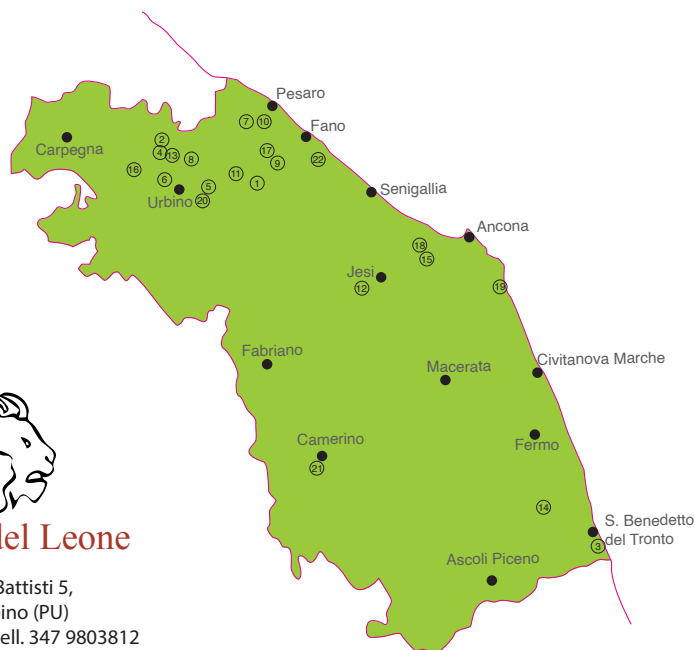 Pesaro
7
10
Fano
Carpegna
2
4
13
8
17
9
22
16
11
6
5
1
Urbino
20
Senigallia
Ancona
18
15
Jesi
12
19
Fabriano
Macerata
Civitanova Marche
Camerino
21
Fermo
14
S. Benedetto
del Tronto
3
Ascoli Piceno
del Leone
Battisti 5,
ino (PU)
ell. 347 9803812